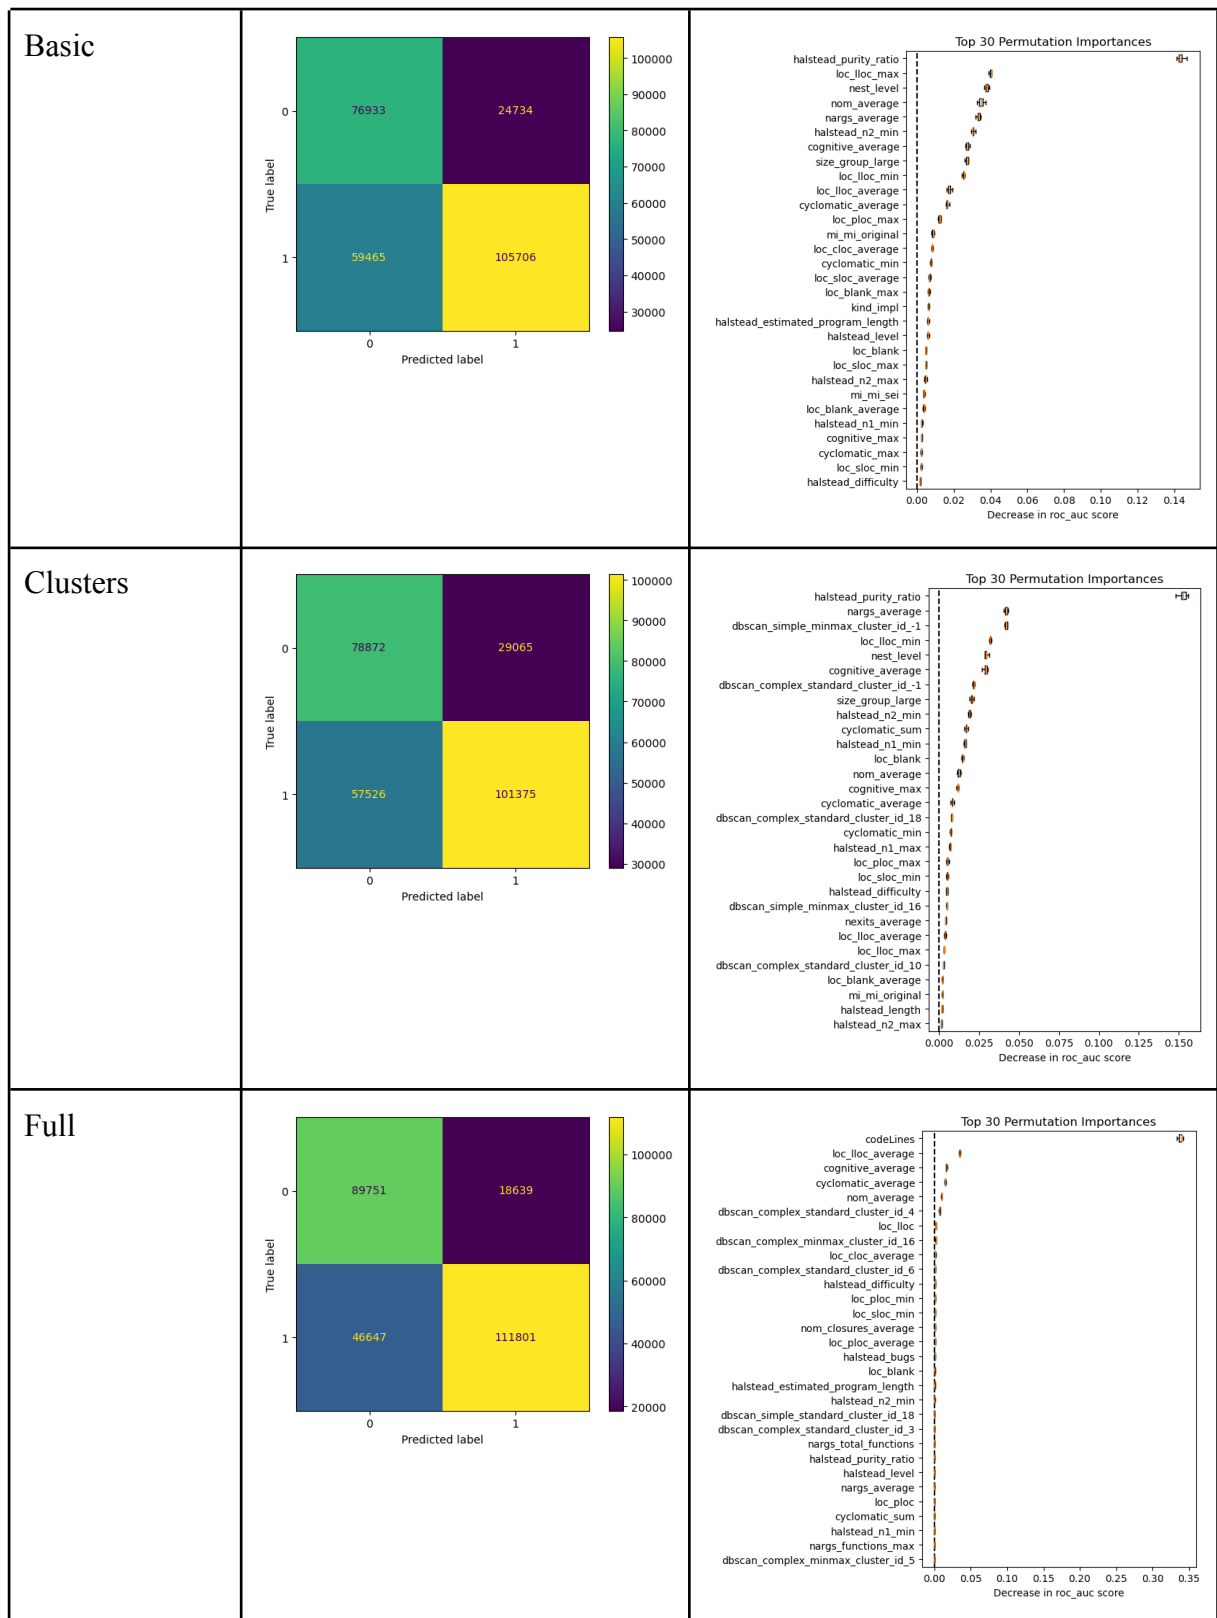 Basic
0
1
True label
76933
24734
59465
105706
0
1
Predicted label
100000
90000
80000
70000
60000
50000
40000
30000
Top 30 Permutation Importances
halstead_purity_ratio
loc_lloc_max
nest_level
nom_average
nargs_average
halstead_n2_min
cognitive_average
size_group_large
loc_lloc_min
loc_lloc_average
cyclomatic_average
loc_ploc_max
mi_mi_original
loc_cloc_average
cyclomatic_min
loc_sloc_average
loc_blank_max
kind_impl
halstead_estimated_program_length
halstead_level
loc_blank
loc_sloc_max
halstead_n2_max
mi_mi_sei
loc_blank_average
halstead_n1_min
cognitive_max
cyclomatic_max
loc_sloc_min
halstead_difficulty
0.00 0.02 0.04 0.06 0.08 0.10 0.12 0.14
Decrease in roc_auc score
Clusters
0
1
True label
78872
29065
57526
101375
0
1
Predicted label
100000
90000
80000
70000
60000
50000
40000
30000
Top 30 Permutation Importances
halstead_purity_ratio
nargs_average
dbscan_simple_minmax_cluster_id_-1
loc_lloc_min
nest_level
cognitive_average
dbscan_complex_standard_cluster_id_-1
size_group_large
halstead_n2_min
cyclomatic_sum
halstead_n1_min
loc_blank
nom_average
cognitive_max
cyclomatic_average
dbscan_complex_standard_cluster_id_18
cyclomatic_min
halstead_n1_max
loc_ploc_max
loc_sloc_min
halstead_difficulty
dbscan_simple_minmax_cluster_id_16
nexits_average
loc_lloc_average
loc_lloc_max
dbscan_complex_standard_cluster_id_10
loc_blank_average
mi_mi_original
halstead_length
halstead_n2_max
0.000 0.025 0.050 0.075 0.100 0.125 0.150
Decrease in roc_auc score
Full
0
1
True label
89751
18639
46647
111801
0
1
Predicted label
100000
80000
60000
40000
20000
Top 30 Permutation Importances
codeLines
loc_lloc_average
cognitive_average
cyclomatic_average
nom_average
dbscan_complex_standard_cluster_id_4
loc_lloc
dbscan_complex_minmax_cluster_id_16
loc_cloc_average
dbscan_complex_standard_cluster_id_6
halstead_difficulty
loc_ploc_min
loc_sloc_min
nom_closures_average
loc_ploc_average
halstead_bugs
loc_blank
halstead_estimated_program_length
halstead_n2_min
dbscan_simple_standard_cluster_id_18
dbscan_complex_standard_cluster_id_3
nargs_total_functions
halstead_purity_ratio
halstead_level
nargs_average
loc_ploc
cyclomatic_sum
halstead_n1_min
nargs_functions_max
dbscan_complex_minmax_cluster_id_5
0.00 0.05 0.10 0.15 0.20 0.25 0.30 0.35
Decrease in roc_auc score